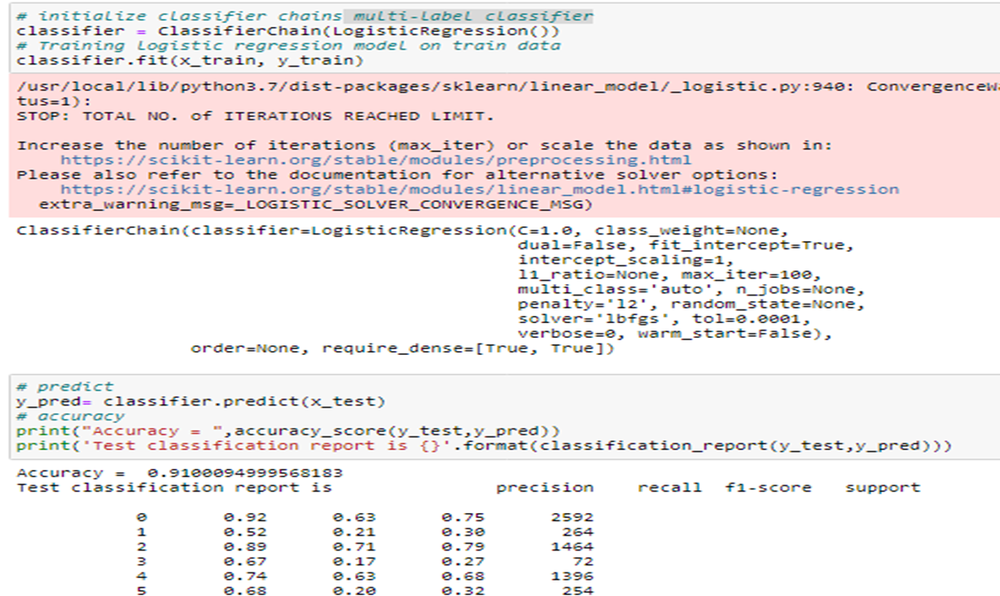 # initialize classifier chains multi-label classifier
classifier = ClassifierChain(LogisticRegression())
# Training logistic regression model on train data
classifier.fit(x_train, y_train)
/usr/local/lib/python3.7/dist-packages/sklearn/linear_model/_logistic.py:940:
tus=1):
STOP: TOTAL NO. of ITERATIONS REACHED LIMIT.
Increase the number of iterations (max_iter) or scale the data as shown in:
https://scikit-learn.org/stable/modules/preprocessing.html
Please also refer to the documentation for alternative solver options:
https://scikit-learn.org/stable/modules/linear_model.html#logistic-regression
extra_warning_msg=_LOGISTIC_SOLVER_CONVERGENCE_MSG)
ClassifierChain(classifier=LogisticRegression(C=1.0, class_weight=None,
dual=False, fit_intercept=True,
intercept_scaling=1,
l1_ratio=None, max_iter=100,
multi_class='auto', n_jobs=None,
penalty='l2', random_state=None,
solver='lbfgs', tol=0.0001,
verbose=0, warm_start=False),
order=None, require_dense=[True, True])
# predict
y_pred= classifier.predict(x_test)
# accuracy
print("Accuracy = ",accuracy_score(y_test,y_pred))
print('Test classification report is {}'.format(classification_report(y_test,y_pred)))
Accuracy =  0.9100094999568183
Test classification report is precision recall f1-score support
0 0.92 0.63 0.75 2592
1 0.52 0.21 0.30 264
2 0.89 0.71 0.79 1464
3 0.67 0.17 0.27 72
4 0.74 0.63 0.68 1396
5 0.68 0.20 0.32 254